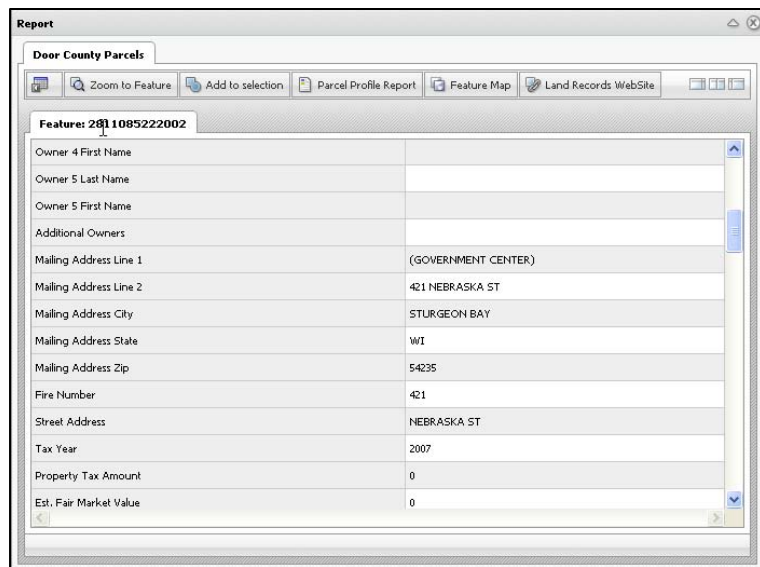 Report
Door County Parcels
Zoom to Feature Add to selection Parcel Profile Report Feature Map Land Records WebSite
Feature: 2811085222002
Owner 4 First Name
Owner 5 Last Name
Owner 5 First Name
Additional Owners
Mailing Address Line 1 (GOVERNMENT CENTER)
Mailing Address Line 2 421 NEBRASKA ST
Mailing Address City STURGEON BAY
Mailing Address State WI
Mailing Address Zip 54235
Fire Number 421
Street Address NEBRASKA ST
Tax Year 2007
Property Tax Amount 0
Est. Fair Market Value 0